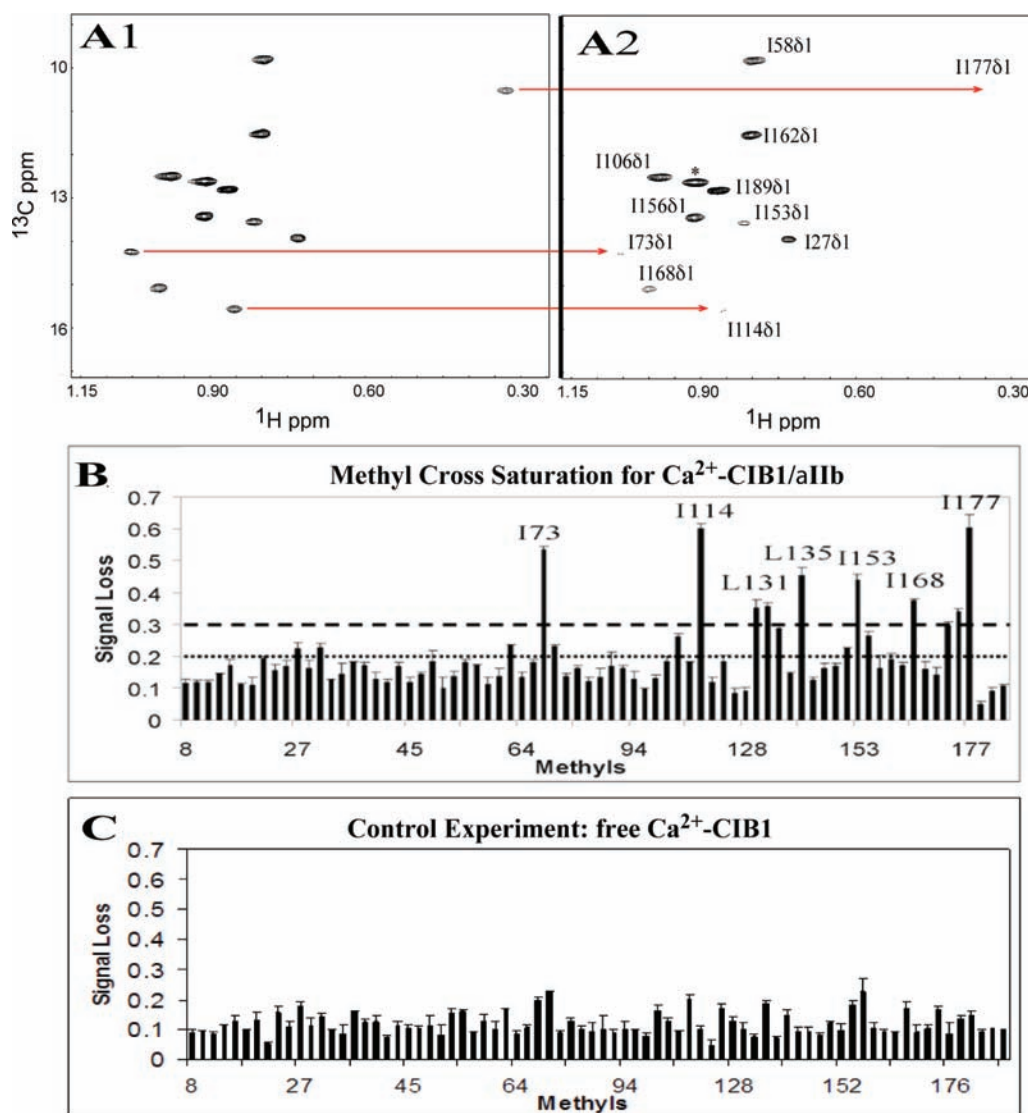 A1
A2
10
13
16
¹³C ppm
1.15 0.90 0.60 0.30
¹H ppm
I58δ1
I177δ1
I162δ1
I106δ1
*
I189δ1
I156δ1
I153δ1
I73δ1
I27δ1
I168δ1
I114δ1
1.15 0.90 0.60 0.30
¹H ppm
B
Methyl Cross Saturation for Ca²⁺-CIB1/aIIb
Signal Loss
0.7
0.6
0.5
0.4
0.3
0.2
0.1
0
I73
I114
L131
L135
I153
I168
I177
8 27 45 64 94 128 153 177
Methyls
C
Control Experiment: free Ca²⁺-CIB1
Signal Loss
0.7
0.6
0.5
0.4
0.3
0.2
0.1
0
8 27 45 64 94 128 152 176
Methyls